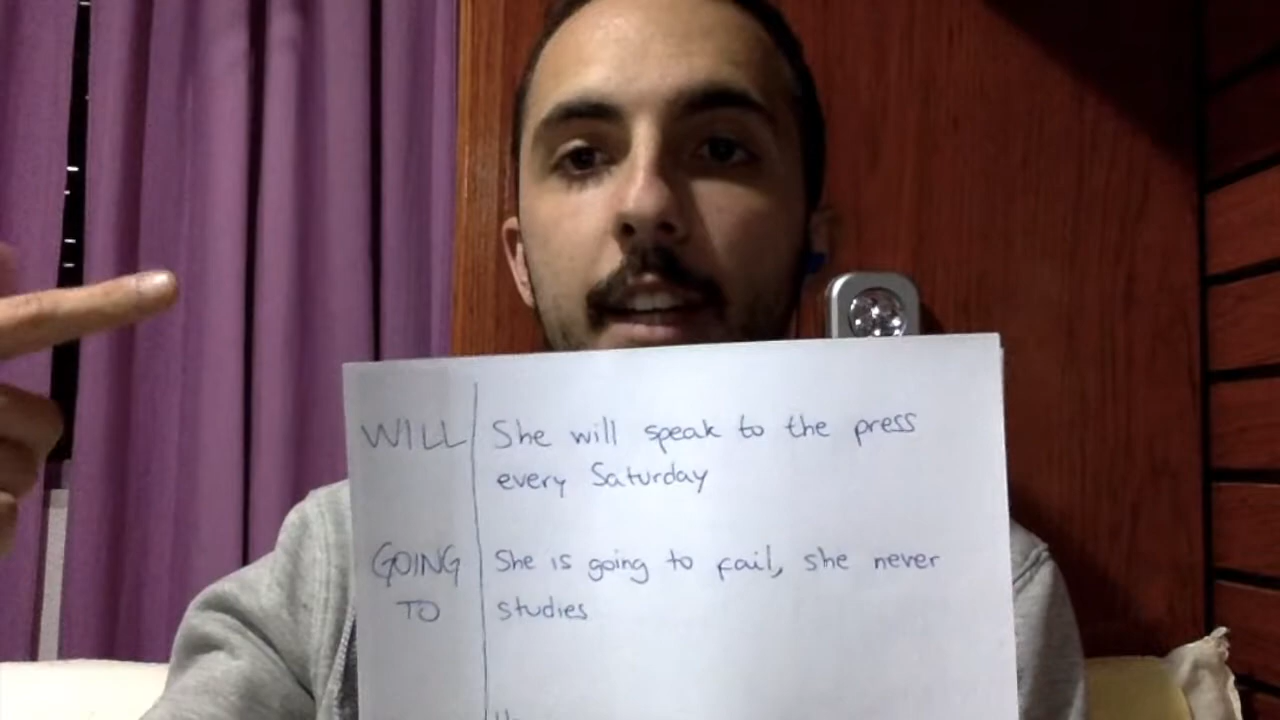 WILL She will speak to the press
every Saturday
GOING She is going to fail, she never
TO studies